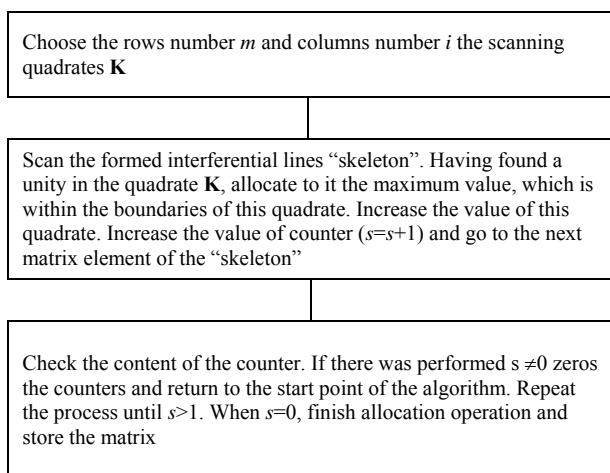 Choose the rows number m and columns number i the scanning
quadrates K
Scan the formed interferential lines “skeleton”. Having found a
unity in the quadrate K, allocate to it the maximum value, which is
within the boundaries of this quadrate. Increase the value of this
quadrate. Increase the value of counter (s=s+1) and go to the next
matrix element of the “skeleton”
Check the content of the counter. If there was performed s ≠0 zeros
the counters and return to the start point of the algorithm. Repeat
the process until s>1. When s=0, finish allocation operation and
store the matrix